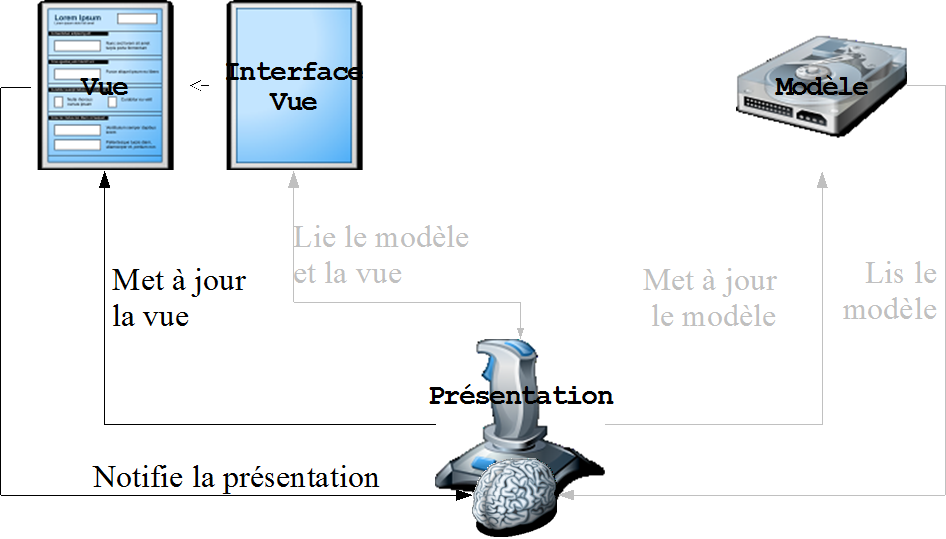 Lorem Ipsum
Vue
Interface
Vue
Modèle
Lie le modèle
et la vue
Met à jour
la vue
Met à jour
le modèle
Lis le
modèle
Présentation
Notifie la présentation